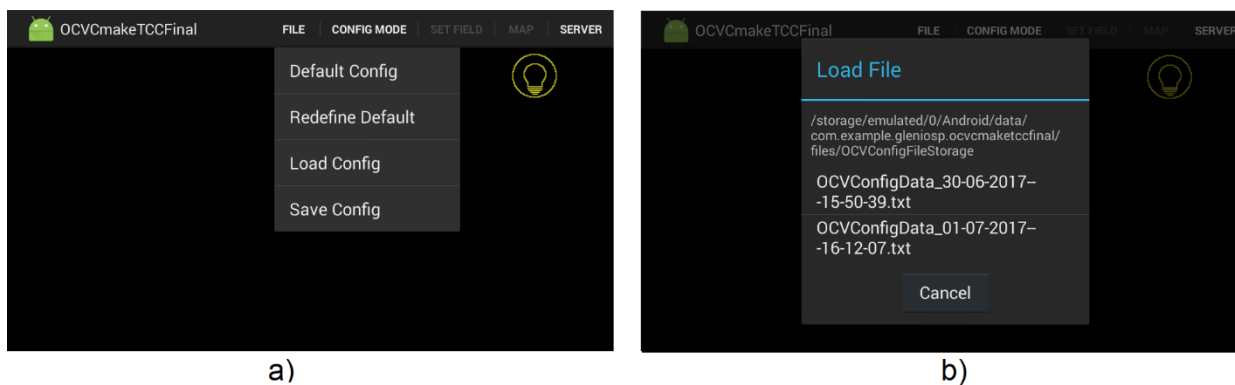 OCVCmakeTCCFinal FILE CONFIG MODE SET FIELD MAP SERVER
Default Config
Redefine Default
Load Config
Save Config
a)
OCVCmakeTCCFinal FILE CONFIG MODE SET FIELD MAP SERVER
Load File
/storage/emulated/0/Android/data/
com.example.gleniosp.ocvcmaketccfinal/
files/OCVConfigFileStorage
OCVConfigData_30-06-2017--
-15-50-39.txt
OCVConfigData_01-07-2017--
-16-12-07.txt
Cancel
b)